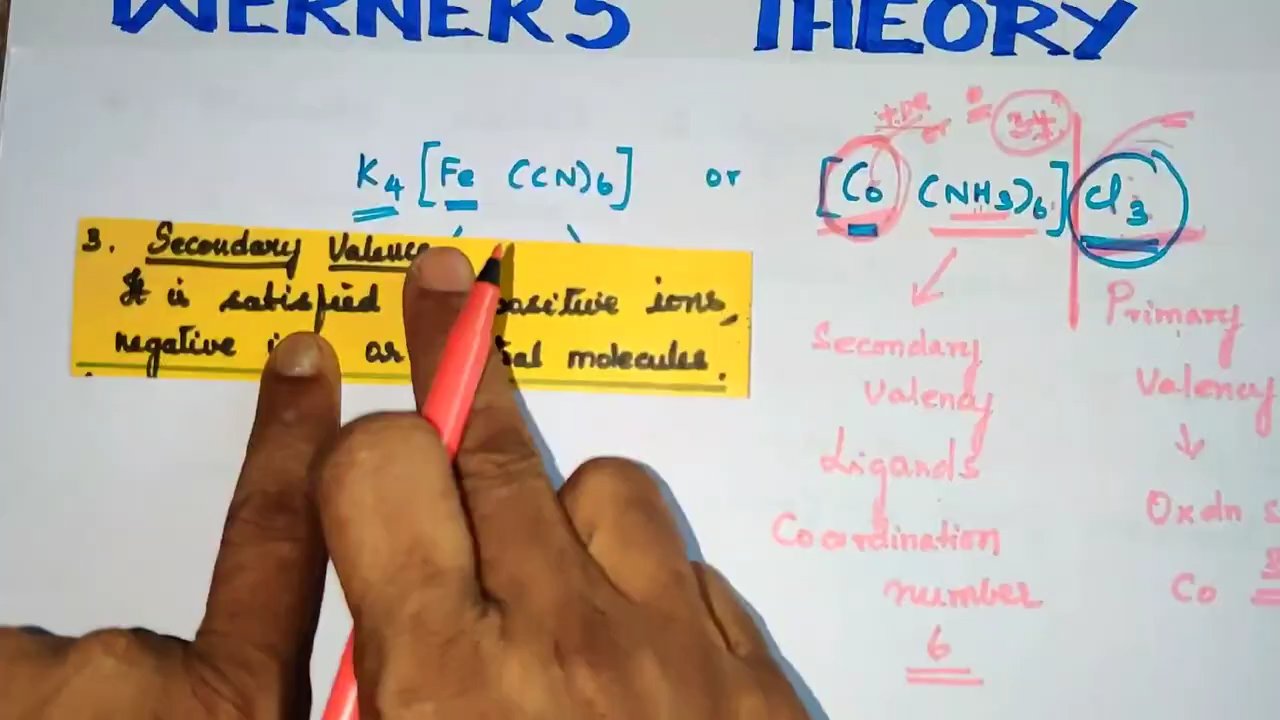 WERNER'S THEORY
K4 [Fe (CN)6] or [Co (NH3)6] Cl3
3+
3. Secondary Valence
It is satisfied positive ions,
negative or molecules.
Secondary
Valency
Ligands
Coordination
number
6
Primary
Valency
Oxdn
Co 3